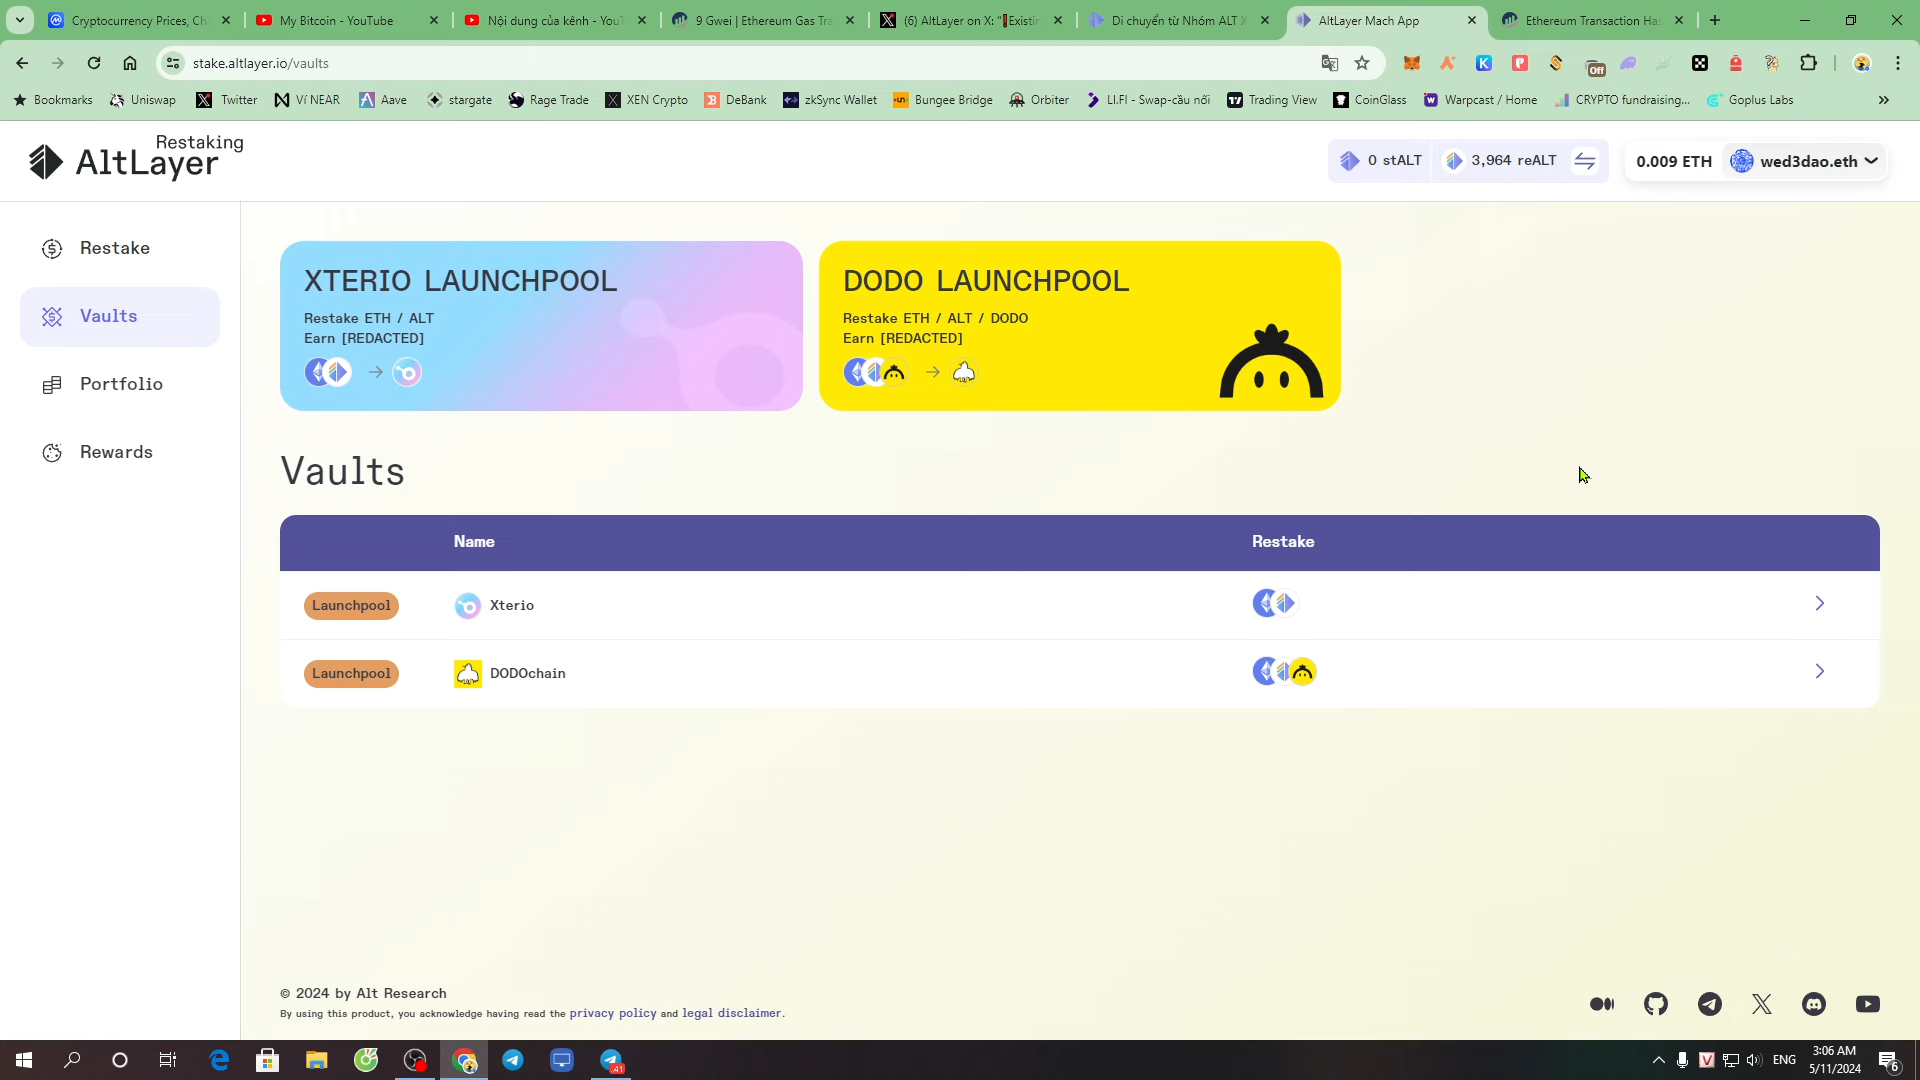 Cryptocurrency Prices, Ch
My Bitcoin - YouTube
Nội dung của kênh - YouT
9 Gwei | Ethereum Gas Tra
(6) AltLayer on X: "❗Existin
Di chuyển từ Nhóm ALT X
AltLayer Mach App
Ethereum Transaction Has
stake.altlayer.io/vaults
Off
Bookmarks
Uniswap
Twitter
Ví NEAR
Aave
stargate
Rage Trade
XEN Crypto
DeBank
zkSync Wallet
Bungee Bridge
Orbiter
LI.FI - Swap-cầu nối
Trading View
CoinGlass
Warpcast / Home
CRYPTO fundraising...
Goplus Labs
»
Restaking
AltLayer
0 stALT
3,964 reALT
0.009 ETH
wed3dao.eth
Restake
Vaults
Portfolio
Rewards
XTERIO LAUNCHPOOL
Restake ETH / ALT
Earn [REDACTED]
DODO LAUNCHPOOL
Restake ETH / ALT / DODO
Earn [REDACTED]
Vaults
Name
Restake
Launchpool
Xterio
Launchpool
DODOchain
© 2024 by Alt Research
By using this product, you acknowledge having read the privacy policy and legal disclaimer.
41
ENG
3:06 AM
5/11/2024
6